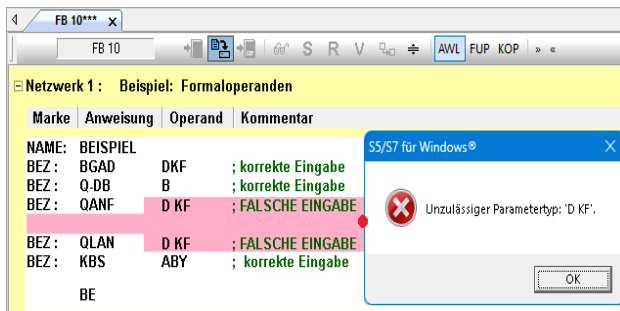 FB 10*** x
FB 10 S R V AWL FUP KOP » «
Netzwerk 1 : Beispiel: Formaloperanden
Marke Anweisung Operand Kommentar
NAME: BEISPIEL
BEZ : BGAD DKF ; korrekte Eingabe
BEZ : Q-DB B ; korrekte Eingabe
BEZ : QANF D KF ; FALSCHE EINGABE
BEZ : QLAN D KF ; FALSCHE EINGABE
BEZ : KBS ABY ; korrekte Eingabe
BE
S5/S7 für Windows®
Unzulässiger Parametertyp: 'D KF'.
OK